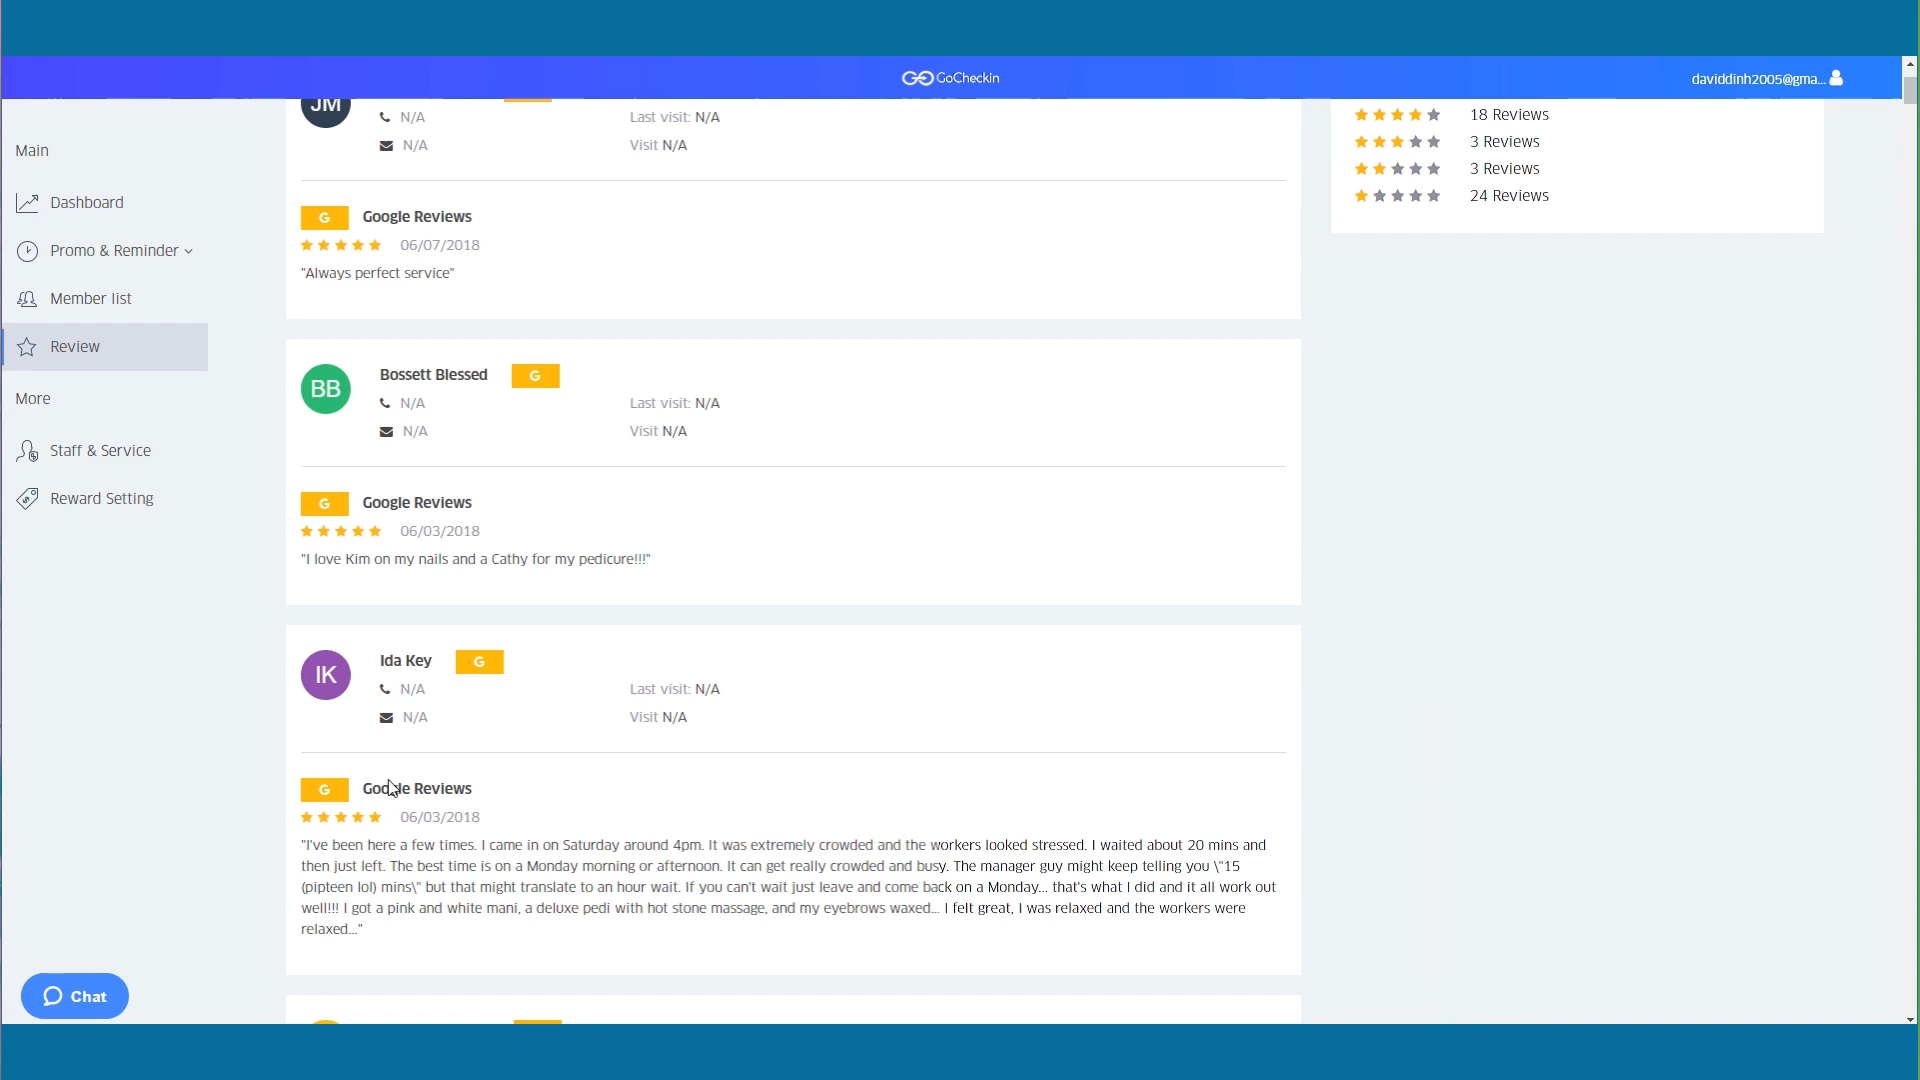 GoCheckin
daviddinh2005@gma...
JM
N/A
Last visit: N/A
N/A
Visit N/A
18 Reviews
3 Reviews
3 Reviews
24 Reviews
Main
Dashboard
Promo & Reminder
Member list
Review
More
Staff & Service
Reward Setting
G Google Reviews
06/07/2018
"Always perfect service"
BB
Bossett Blessed G
N/A
Last visit: N/A
N/A
Visit N/A
G Google Reviews
06/03/2018
"I love Kim on my nails and a Cathy for my pedicure!!!"
IK
Ida Key G
N/A
Last visit: N/A
N/A
Visit N/A
G Google Reviews
06/03/2018
"I've been here a few times. I came in on Saturday around 4pm. It was extremely crowded and the workers looked stressed. I waited about 20 mins and
then just left. The best time is on a Monday morning or afternoon. It can get really crowded and busy. The manager guy might keep telling you \"15
(pipteen lol) mins\" but that might translate to an hour wait. If you can't wait just leave and come back on a Monday... that's what I did and it all work out
well!!! I got a pink and white mani, a deluxe pedi with hot stone massage, and my eyebrows waxed... I felt great, I was relaxed and the workers were
relaxed..."
Chat